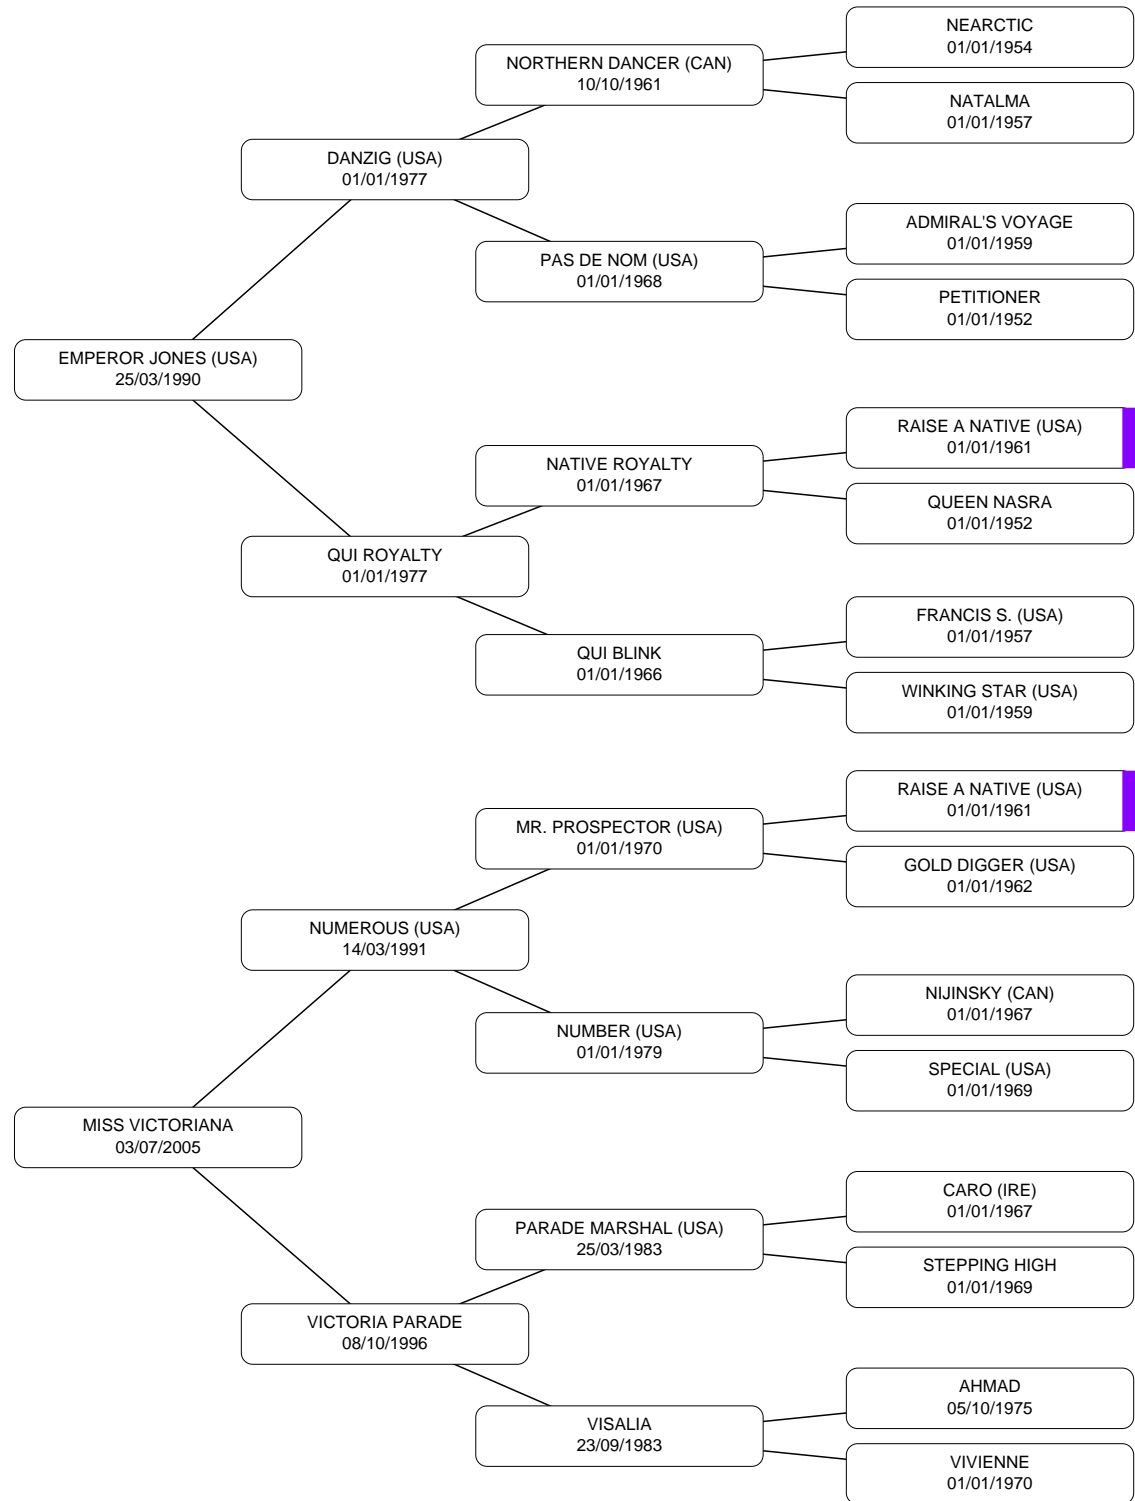 NEARCTIC
01/01/1954
NORTHERN DANCER (CAN)
10/10/1961
NATALMA
01/01/1957
DANZIG (USA)
01/01/1977
ADMIRAL'S VOYAGE
01/01/1959
PAS DE NOM (USA)
01/01/1968
PETITIONER
01/01/1952
EMPEROR JONES (USA)
25/03/1990
RAISE A NATIVE (USA)
01/01/1961
NATIVE ROYALTY
01/01/1967
QUEEN NASRA
01/01/1952
QUI ROYALTY
01/01/1977
FRANCIS S. (USA)
01/01/1957
QUI BLINK
01/01/1966
WINKING STAR (USA)
01/01/1959
RAISE A NATIVE (USA)
01/01/1961
MR. PROSPECTOR (USA)
01/01/1970
GOLD DIGGER (USA)
01/01/1962
NUMEROUS (USA)
14/03/1991
NIJINSKY (CAN)
01/01/1967
NUMBER (USA)
01/01/1979
SPECIAL (USA)
01/01/1969
MISS VICTORIANA
03/07/2005
CARO (IRE)
01/01/1967
PARADE MARSHAL (USA)
25/03/1983
STEPPING HIGH
01/01/1969
VICTORIA PARADE
08/10/1996
AHMAD
05/10/1975
VISALIA
23/09/1983
VIVIENNE
01/01/1970